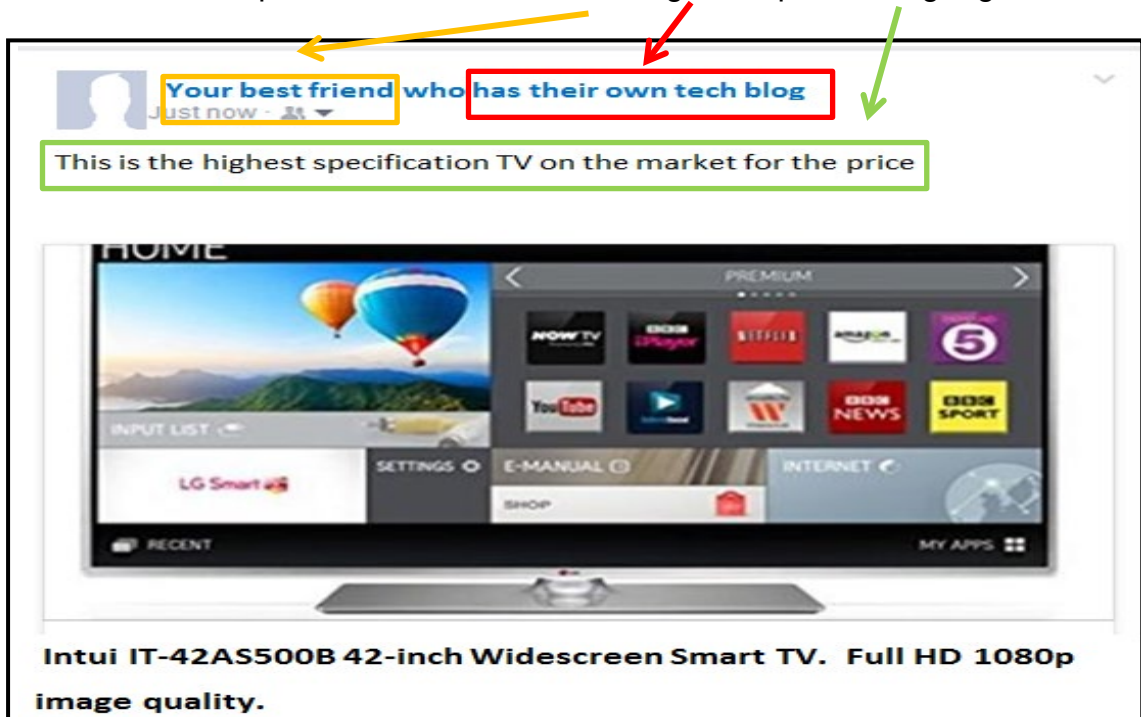 Your best friend who has their own tech blog
Just now
This is the highest specification TV on the market for the price
HOME
PREMIUM
NOW TV
BBC iPlayer
NETFLIX
amazon
5
YouTube
BBC NEWS
BBC SPORT
INPUT LIST
SETTINGS
E-MANUAL
INTERNET
LG Smart
SHOP
RECENT
MY APPS
LG
Intui IT-42AS500B 42-inch Widescreen Smart TV. Full HD 1080p
image quality.